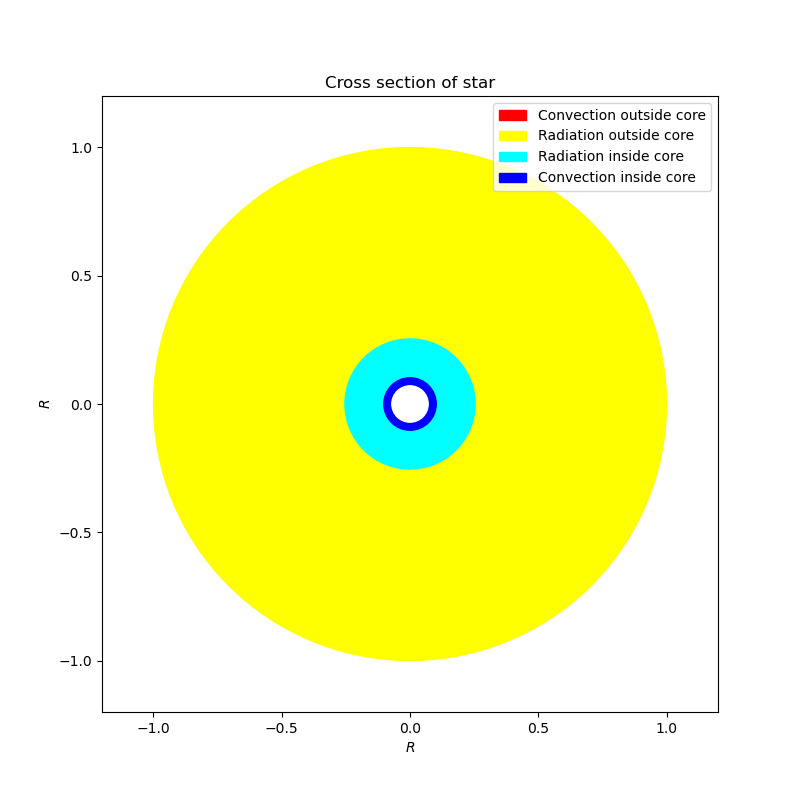 Cross section of star
Convection outside core
Radiation outside core
Radiation inside core
Convection inside core
1.0
0.5
0.0
−0.5
−1.0
R
−1.0
−0.5
0.0
0.5
1.0
R